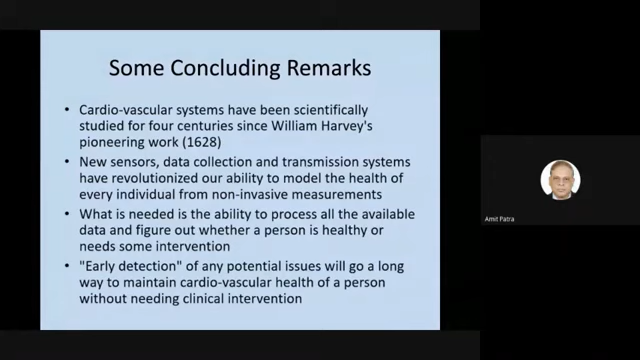 Some Concluding Remarks
• Cardio-vascular systems have been scientifically
studied for four centuries since William Harvey's
pioneering work (1628)
• New sensors, data collection and transmission systems
have revolutionized our ability to model the health of
every individual from non-invasive measurements
• What is needed is the ability to process all the available
data and figure out whether a person is healthy or
needs some intervention
• "Early detection" of any potential issues will go a long
way to maintain cardio-vascular health of a person
without needing clinical intervention
Amit Patra